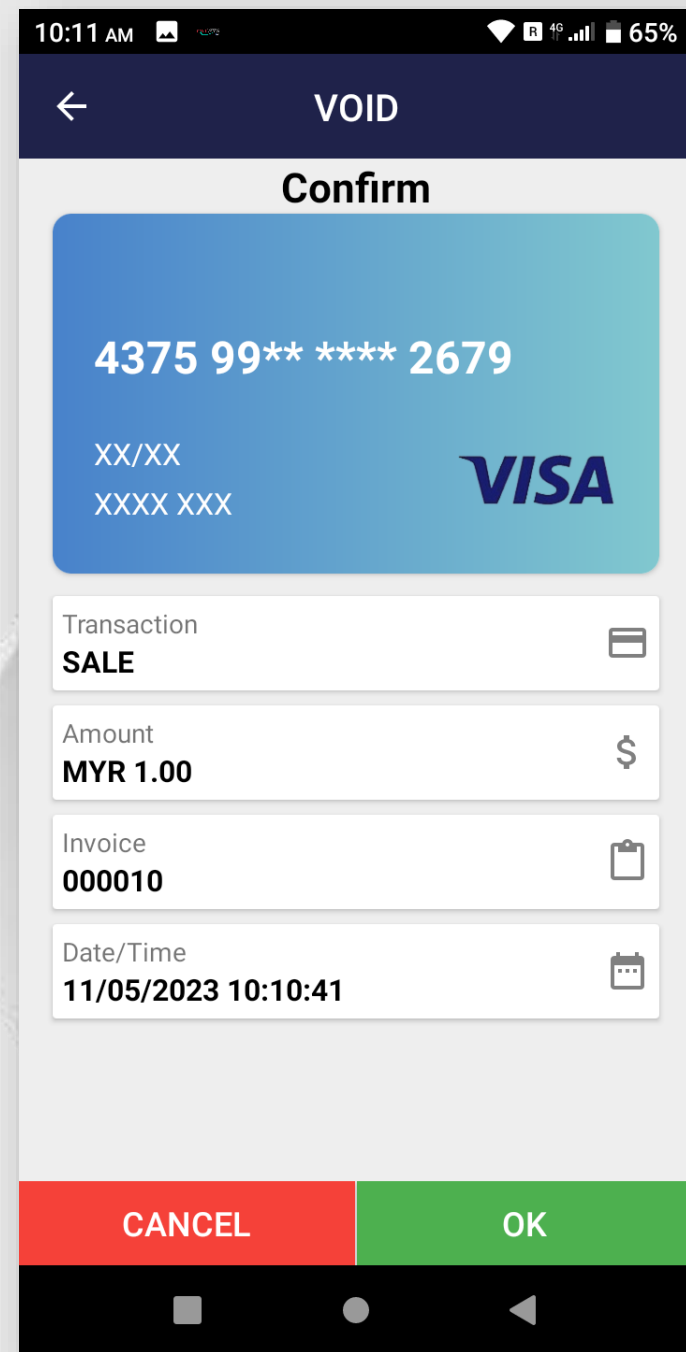 10:11 AM R 4G 65%
VOID
Confirm
4375 99** **** 2679
XX/XX
XXXX XXX
VISA
Transaction
SALE
Amount
MYR 1.00
$
Invoice
000010
Date/Time
11/05/2023 10:10:41
CANCEL OK